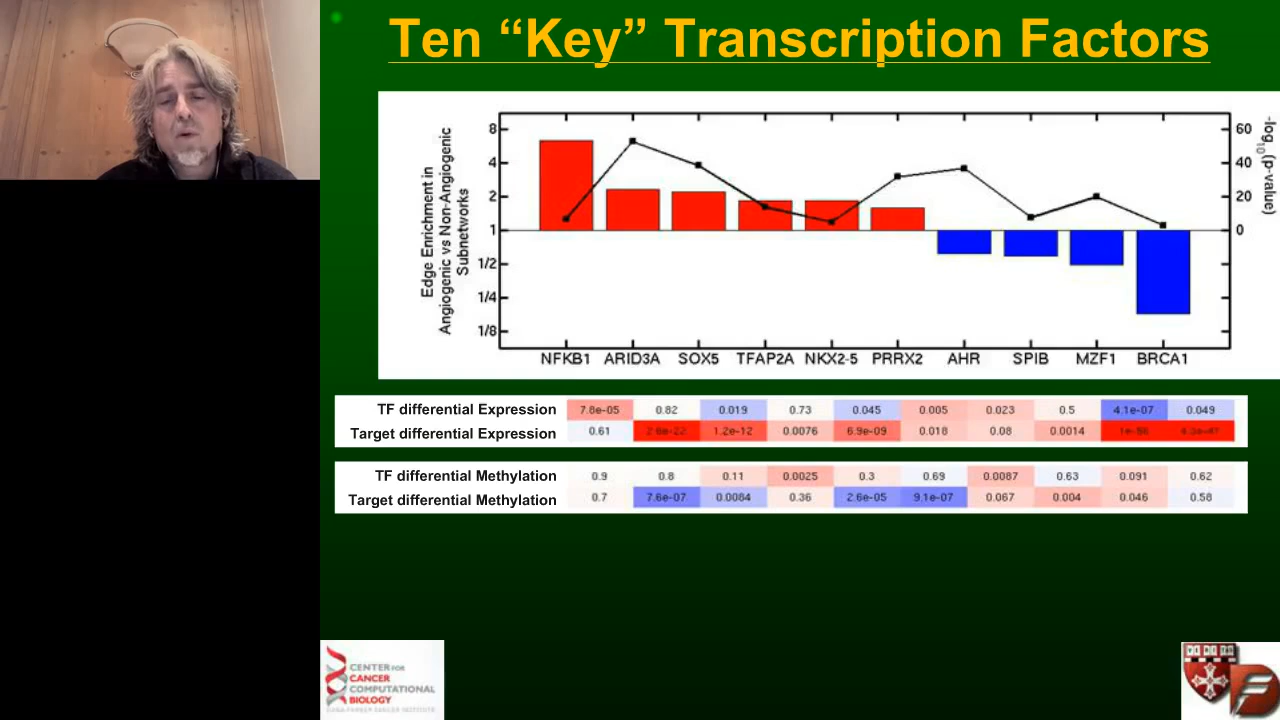 Ten “Key” Transcription Factors
Edge Enrichment in
Angiogenic vs Non-Angiogenic
Subnetworks
8
4
2
1
1/2
1/4
1/8
60
40
20
0
-log10 (p-value)
NFKB1 ARID3A SOX5 TFAP2A NKX2-5 PRRX2 AHR SPIB MZF1 BRCA1
TF differential Expression 7.8e-05 0.82 0.019 0.73 0.045 0.005 0.023 0.5 4.1e-07 0.049
Target differential Expression 0.61 1.2e-12 0.0076 6.9e-09 0.018 0.08 0.0014
TF differential Methylation 0.9 0.8 0.11 0.0025 0.3 0.69 0.0087 0.63 0.091 0.62
Target differential Methylation 0.7 7.6e-07 0.0084 0.36 2.6e-05 9.1e-07 0.067 0.004 0.046 0.58
CENTER FOR
CANCER
COMPUTATIONAL
BIOLOGY
DANA-FARBER CANCER INSTITUTE